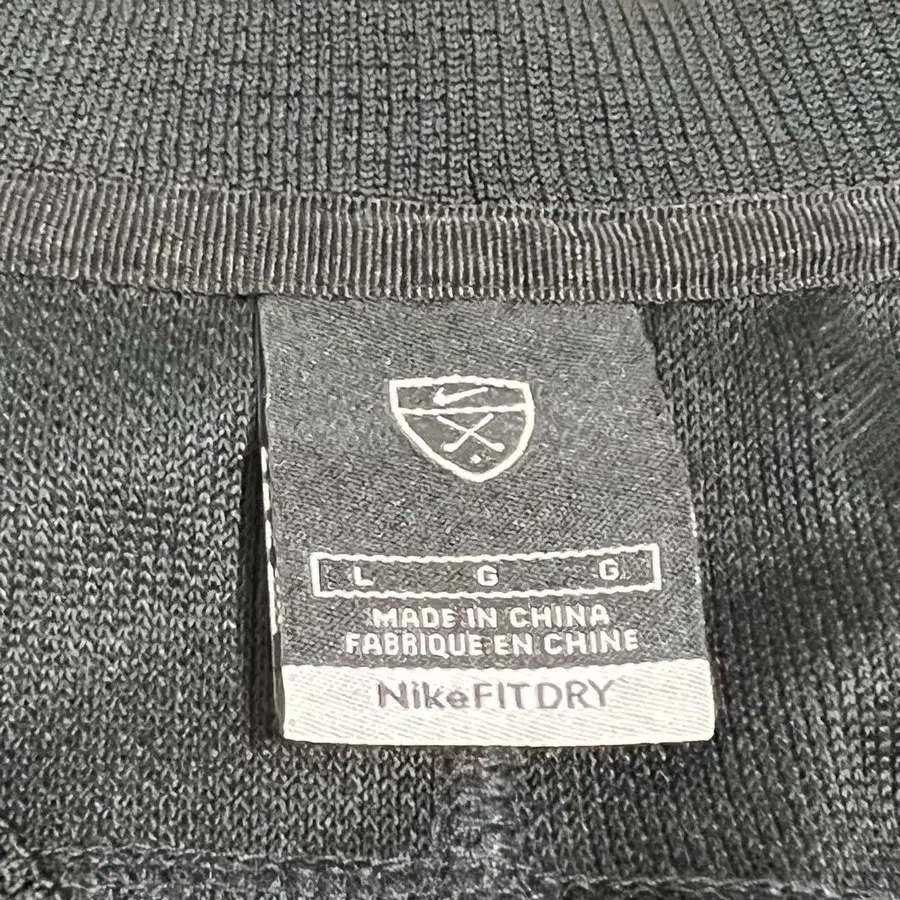 L G G
MADE IN CHINA
FABRIQUE EN CHINE
NikeFITDRY